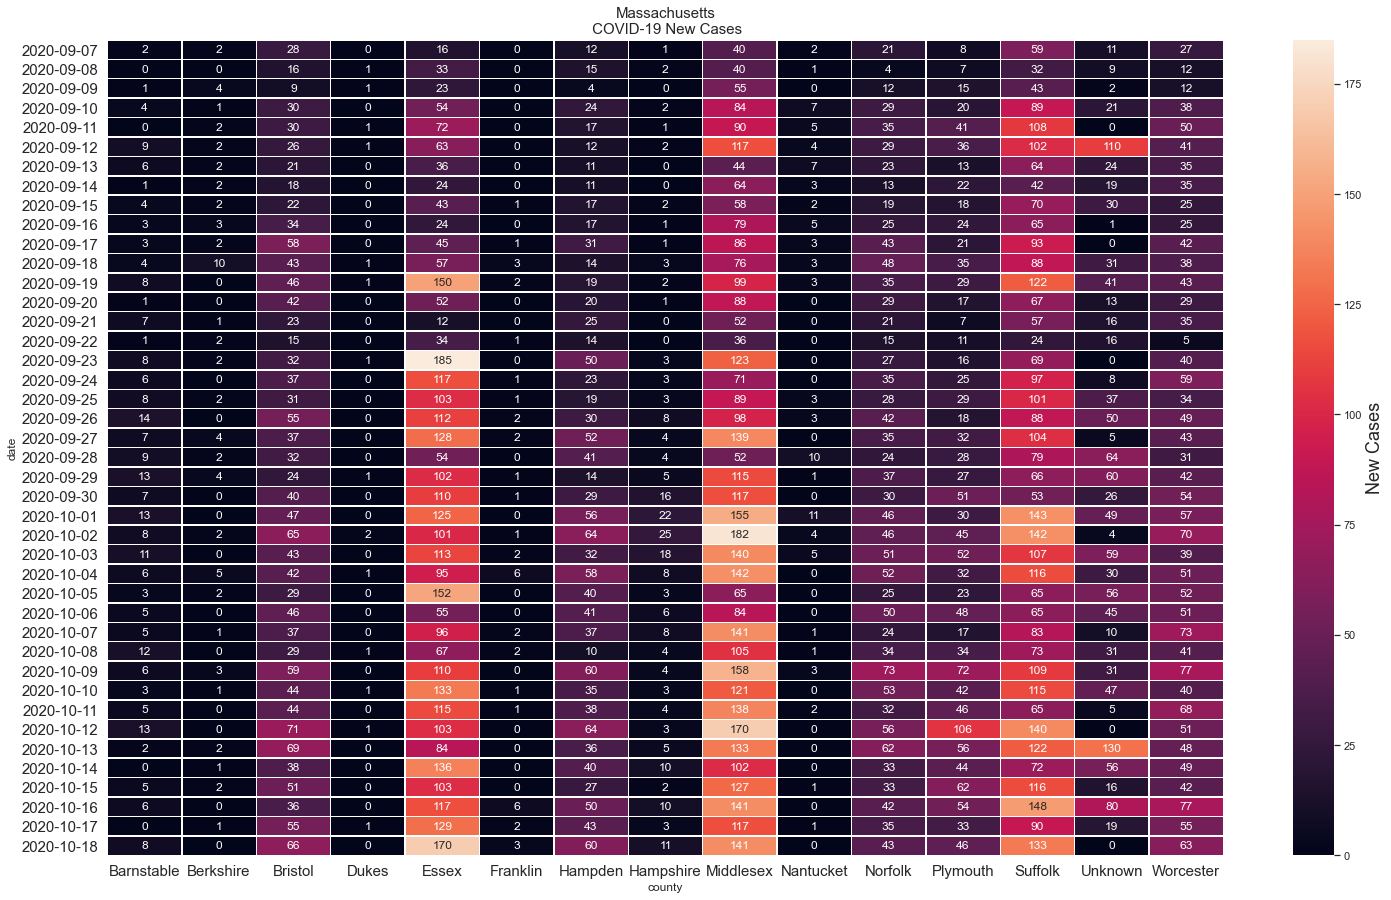 Massachusetts
COVID-19 New Cases
2020-09-07 2 2 28 0 16 0 12 1 40 2 21 8 59 11 27
2020-09-08 0 0 16 1 33 0 15 2 40 1 4 7 32 9 12
2020-09-09 1 4 9 1 23 0 4 0 55 0 12 15 43 2 12
2020-09-10 4 1 30 0 54 0 24 2 84 7 29 20 89 21 38
2020-09-11 0 2 30 1 72 0 17 1 90 5 35 41 108 0 50
2020-09-12 9 2 26 1 63 0 12 2 117 4 29 36 102 110 41
2020-09-13 6 2 21 0 36 0 11 0 44 7 23 13 64 24 35
2020-09-14 1 2 18 0 24 0 11 0 64 3 13 22 42 19 35
2020-09-15 4 2 22 0 43 1 17 2 58 2 19 18 70 30 25
2020-09-16 3 3 34 0 24 0 17 1 79 5 25 24 65 1 25
2020-09-17 3 2 58 0 45 1 31 1 86 3 43 21 93 0 42
2020-09-18 4 10 43 1 57 3 14 3 76 3 48 35 88 31 38
2020-09-19 8 0 46 1 150 2 19 2 99 3 35 29 122 41 43
2020-09-20 1 0 42 0 52 0 20 1 88 0 29 17 67 13 29
2020-09-21 7 1 23 0 12 0 25 0 52 0 21 7 57 16 35
2020-09-22 1 2 15 0 34 1 14 0 36 0 15 11 24 16 5
2020-09-23 8 2 32 1 185 0 50 3 123 0 27 16 69 0 40
2020-09-24 6 0 37 0 117 1 23 3 71 0 35 25 97 8 59
2020-09-25 8 2 31 0 103 1 19 3 89 3 28 29 101 37 34
2020-09-26 14 0 55 0 112 2 30 8 98 3 42 18 88 50 49
2020-09-27 7 4 37 0 128 2 52 4 139 0 35 32 104 5 43
2020-09-28 9 2 32 0 54 0 41 4 52 10 24 28 79 64 31
2020-09-29 13 4 24 1 102 1 14 5 115 1 37 27 66 60 42
2020-09-30 7 0 40 0 110 1 29 16 117 0 30 51 53 26 54
2020-10-01 13 0 47 0 125 0 56 22 155 11 46 30 143 49 57
2020-10-02 8 2 65 2 101 1 64 25 182 4 46 45 142 4 70
2020-10-03 11 0 43 0 113 2 32 18 140 5 51 52 107 59 39
2020-10-04 6 5 42 1 95 6 58 8 142 0 52 32 116 30 51
2020-10-05 3 2 29 0 152 0 40 3 65 0 25 23 65 56 52
2020-10-06 5 0 46 0 55 0 41 6 84 0 50 48 65 45 51
2020-10-07 5 1 37 0 96 2 37 8 141 1 24 17 83 10 73
2020-10-08 12 0 29 1 67 2 10 4 105 1 34 34 73 31 41
2020-10-09 6 3 59 0 110 0 60 4 158 3 73 72 109 31 77
2020-10-10 3 1 44 1 133 1 35 3 121 0 53 42 115 47 40
2020-10-11 5 0 44 0 115 1 38 4 138 2 32 46 65 5 68
2020-10-12 13 0 71 1 103 0 64 3 170 0 56 106 140 0 51
2020-10-13 2 2 69 0 84 0 36 5 133 0 62 56 122 130 48
2020-10-14 0 1 38 0 136 0 40 10 102 0 33 44 72 56 49
2020-10-15 5 2 51 0 103 0 27 2 127 1 33 62 116 16 42
2020-10-16 6 0 36 0 117 6 50 10 141 0 42 54 148 80 77
2020-10-17 0 1 55 1 129 2 43 3 117 1 35 33 90 19 55
2020-10-18 8 0 66 0 170 3 60 11 141 0 43 46 133 0 63
Barnstable Berkshire Bristol Dukes Essex Franklin Hampden Hampshire Middlesex Nantucket Norfolk Plymouth Suffolk Unknown Worcester
county
date
175
150
125
100
75
50
25
0
New Cases